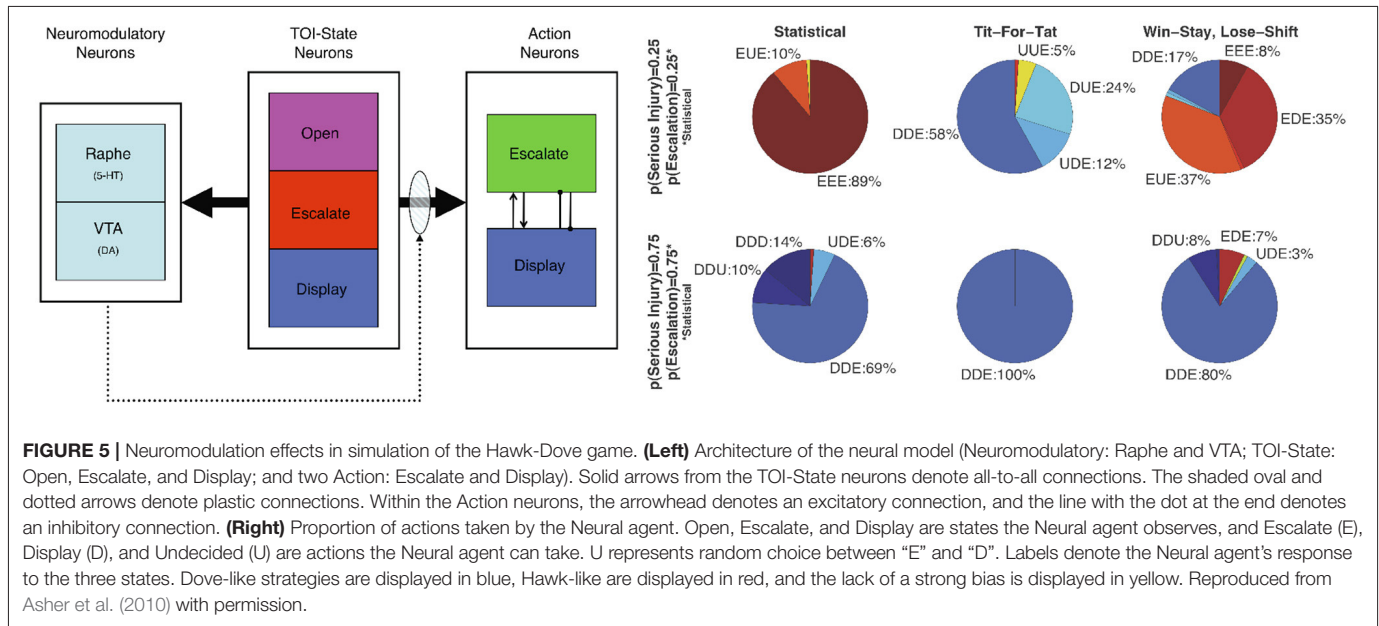 Neuromodulatory
Neurons
TOI-State
Neurons
Action
Neurons
Raphe
(5-HT)
VTA
(DA)
Open
Escalate
Display
Escalate
Display
Statistical
Tit–For–Tat
Win–Stay, Lose–Shift
p(Serious Injury)=0.25
p(Escalation)=0.25*
*Statistical
EUE:10%
EEE:89%
UUE:5%
DUE:24%
DDE:58%
UDE:12%
DDE:17%
EEE:8%
EDE:35%
EUE:37%
p(Serious Injury)=0.75
p(Escalation)=0.75*
*Statistical
DDD:14%
UDE:6%
DDU:10%
DDE:69%
DDE:100%
DDU:8%
EDE:7%
UDE:3%
DDE:80%
FIGURE 5 | Neuromodulation effects in simulation of the Hawk-Dove game. (Left) Architecture of the neural model (Neuromodulatory: Raphe and VTA; TOI-State:
Open, Escalate, and Display; and two Action: Escalate and Display). Solid arrows from the TOI-State neurons denote all-to-all connections. The shaded oval and
dotted arrows denote plastic connections. Within the Action neurons, the arrowhead denotes an excitatory connection, and the line with the dot at the end denotes
an inhibitory connection. (Right) Proportion of actions taken by the Neural agent. Open, Escalate, and Display are states the Neural agent observes, and Escalate (E),
Display (D), and Undecided (U) are actions the Neural agent can take. U represents random choice between “E” and “D”. Labels denote the Neural agent’s response
to the three states. Dove-like strategies are displayed in blue, Hawk-like are displayed in red, and the lack of a strong bias is displayed in yellow. Reproduced from
Asher et al. (2010) with permission.